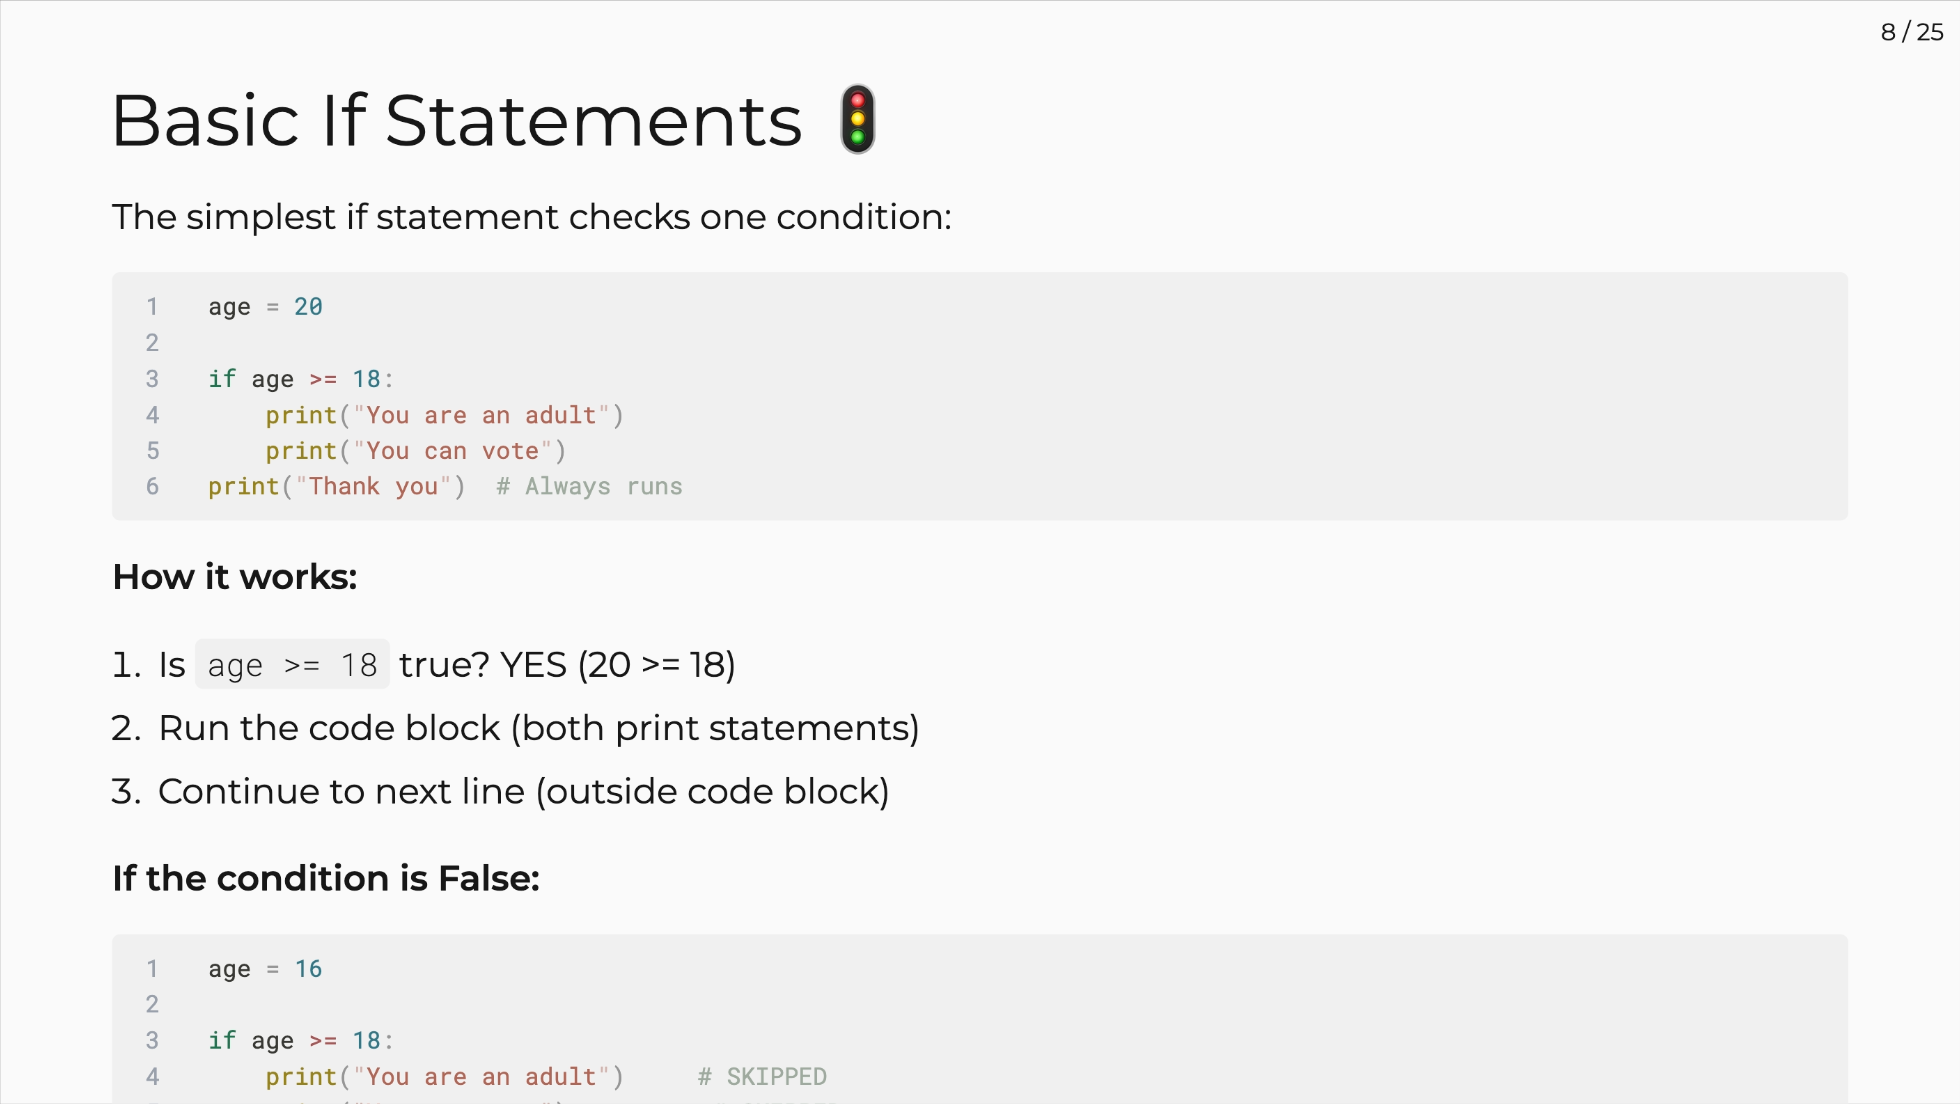 8 / 25
Basic If Statements 🚦
The simplest if statement checks one condition:
1 age = 20
2
3 if age >= 18:
4     print("You are an adult")
5     print("You can vote")
6 print("Thank you")  # Always runs
How it works:
1. Is age >= 18 true? YES (20 >= 18)
2. Run the code block (both print statements)
3. Continue to next line (outside code block)
If the condition is False:
1 age = 16
2
3 if age >= 18:
4     print("You are an adult")     # SKIPPED